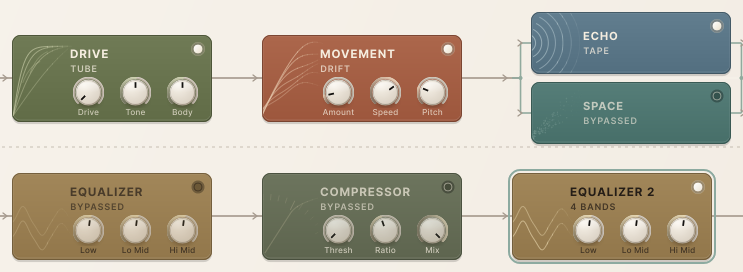 DRIVE
TUBE
Drive Tone Body
MOVEMENT
DRIFT
Amount Speed Pitch
ECHO
TAPE
SPACE
BYPASSED
EQUALIZER
BYPASSED
Low Lo Mid Hi Mid
COMPRESSOR
BYPASSED
Thresh Ratio Mix
EQUALIZER 2
4 BANDS
Low Lo Mid Hi Mid